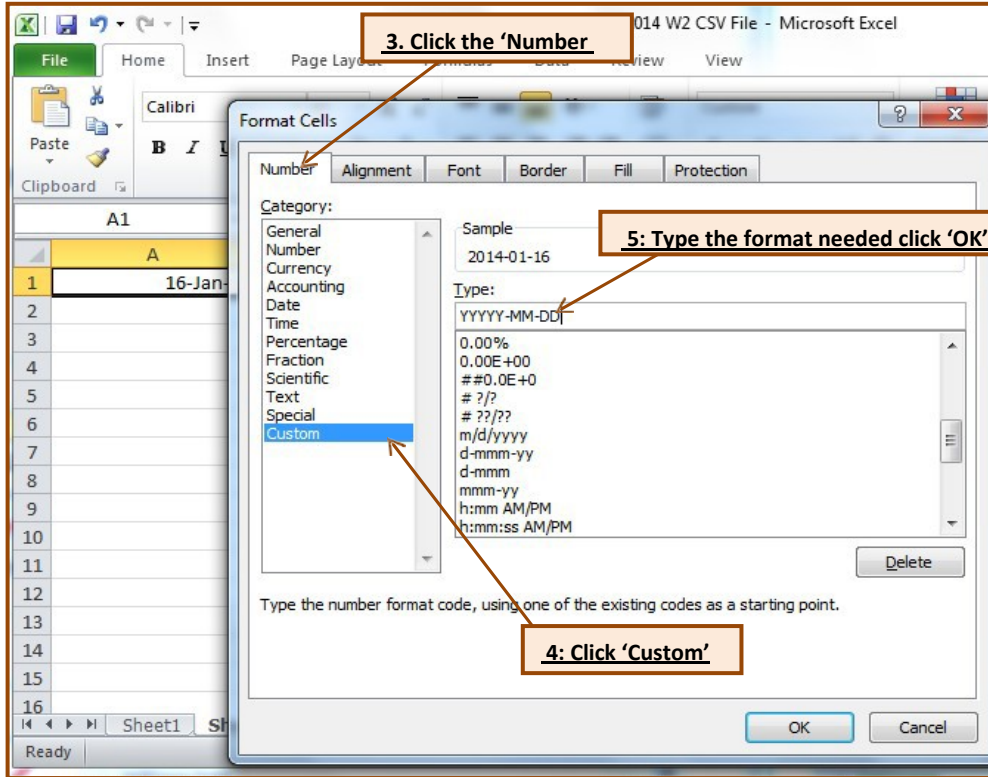 014 W2 CSV File - Microsoft Excel
3. Click the ‘Number
File Home Insert Page Layout Formulas Data Review View
Calibri
Paste
B I U
Clipboard
Format Cells
Number Alignment Font Border Fill Protection
A1
Category:
General
Number
Currency
Accounting
Date
Time
Percentage
Fraction
Scientific
Text
Special
Custom
Sample
2014-01-16
5: Type the format needed click ‘OK’
Type:
YYYYY-MM-DD
0.00%
0.00E+00
##0.0E+0
# ?/?
# ??/??
m/d/yyyy
d-mmm-yy
d-mmm
mmm-yy
h:mm AM/PM
h:mm:ss AM/PM
Delete
Type the number format code, using one of the existing codes as a starting point.
4: Click ‘Custom’
OK Cancel
A
1 16-Jan-
2
3
4
5
6
7
8
9
10
11
12
13
14
15
16
Sheet1 Sh
Ready